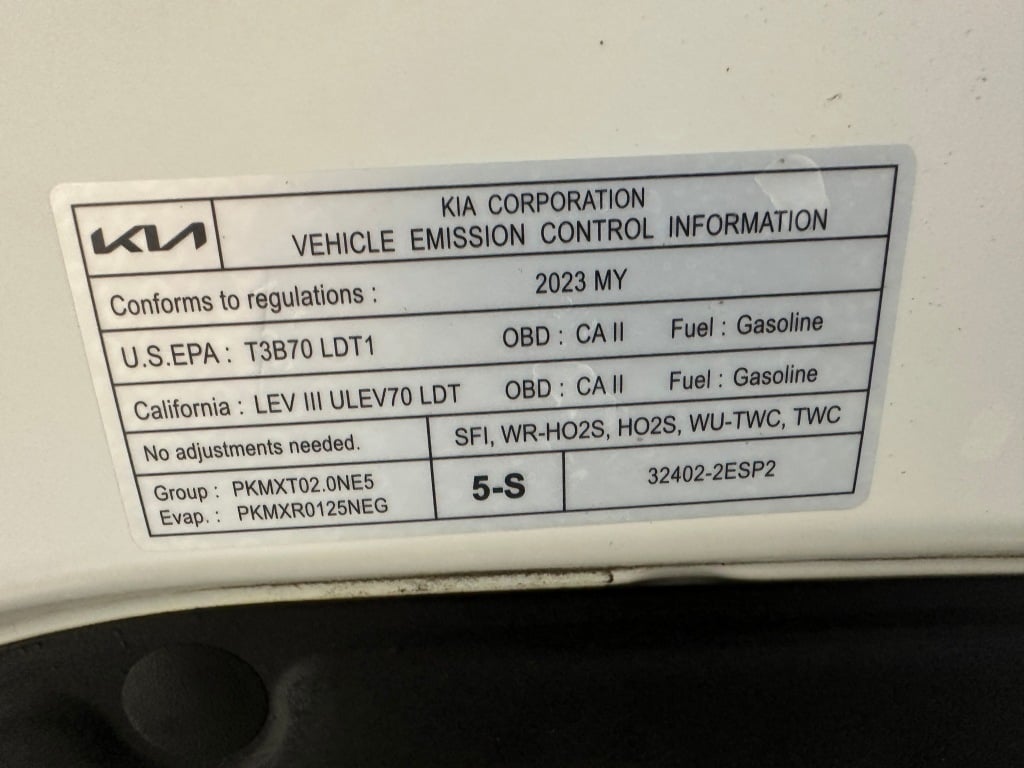 KIA
KIA CORPORATION
VEHICLE EMISSION CONTROL INFORMATION
Conforms to regulations : 2023 MY
U.S.EPA : T3B70 LDT1 OBD : CA II Fuel : Gasoline
California : LEV III ULEV70 LDT OBD : CA II Fuel : Gasoline
No adjustments needed. SFI, WR-HO2S, HO2S, WU-TWC, TWC
Group : PKMXT02.0NE5
Evap. : PKMXR0125NEG
5-S
32402-2ESP2